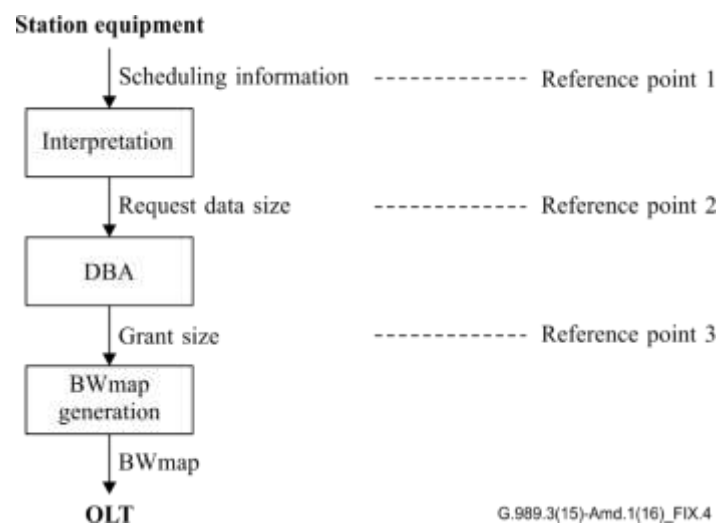 Station equipment
Scheduling information
Reference point 1
Interpretation
Request data size
Reference point 2
DBA
Grant size
Reference point 3
BWmap
generation
BWmap
OLT
G.989.3(15)-Amd.1(16)_FIX.4